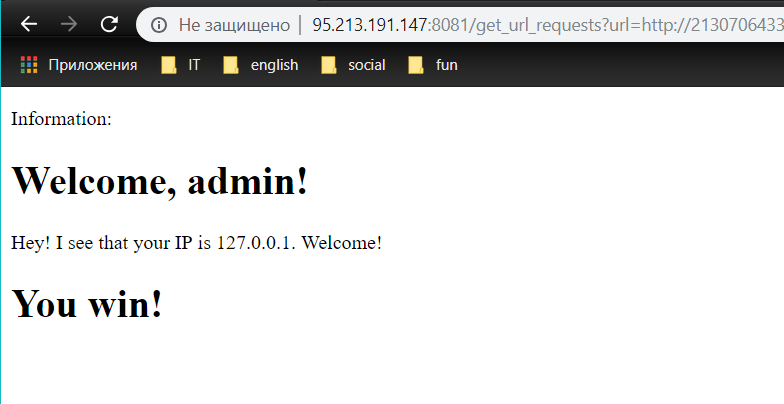 Не защищено | 95.213.191.147:8081/get_url_requests?url=http://2130706433
Приложения IT english social fun
Information:
Welcome, admin!
Hey! I see that your IP is 127.0.0.1. Welcome!
You win!